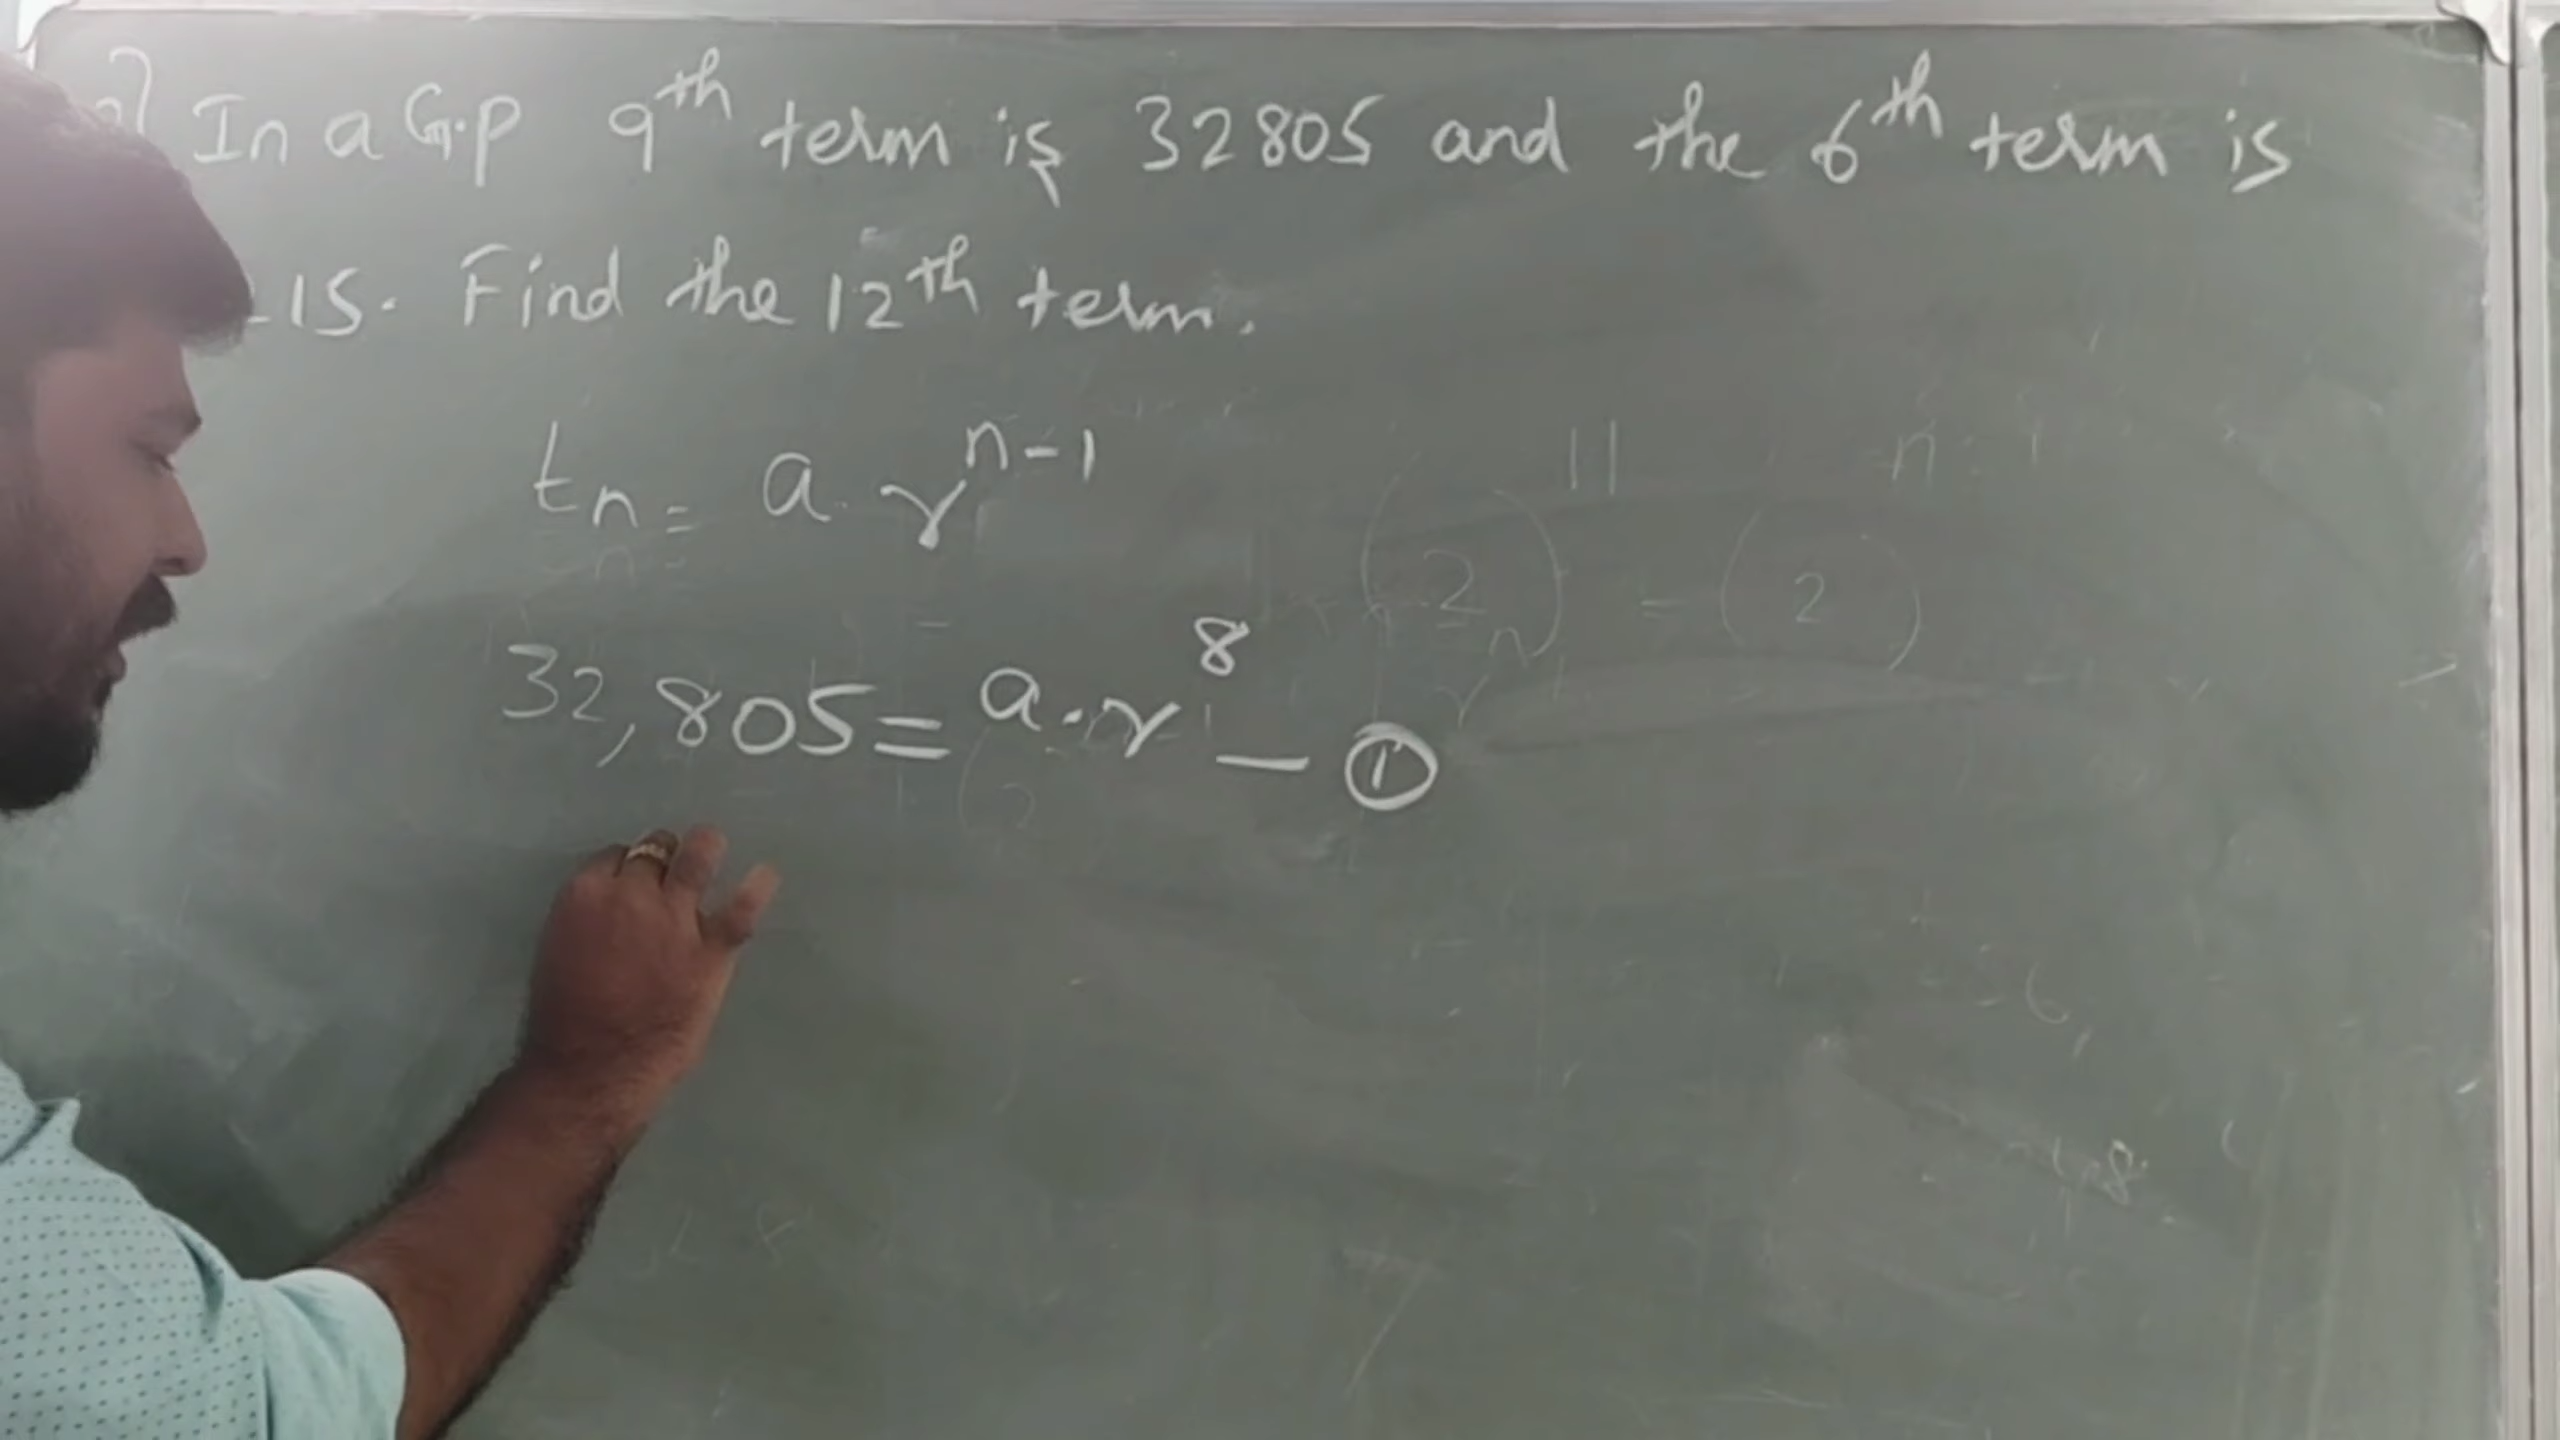 In a G.P 9th term is 32805 and the 6th term is
15. Find the 12th term.
tn = a r^n-1
32,805 = a.r^8 — ①